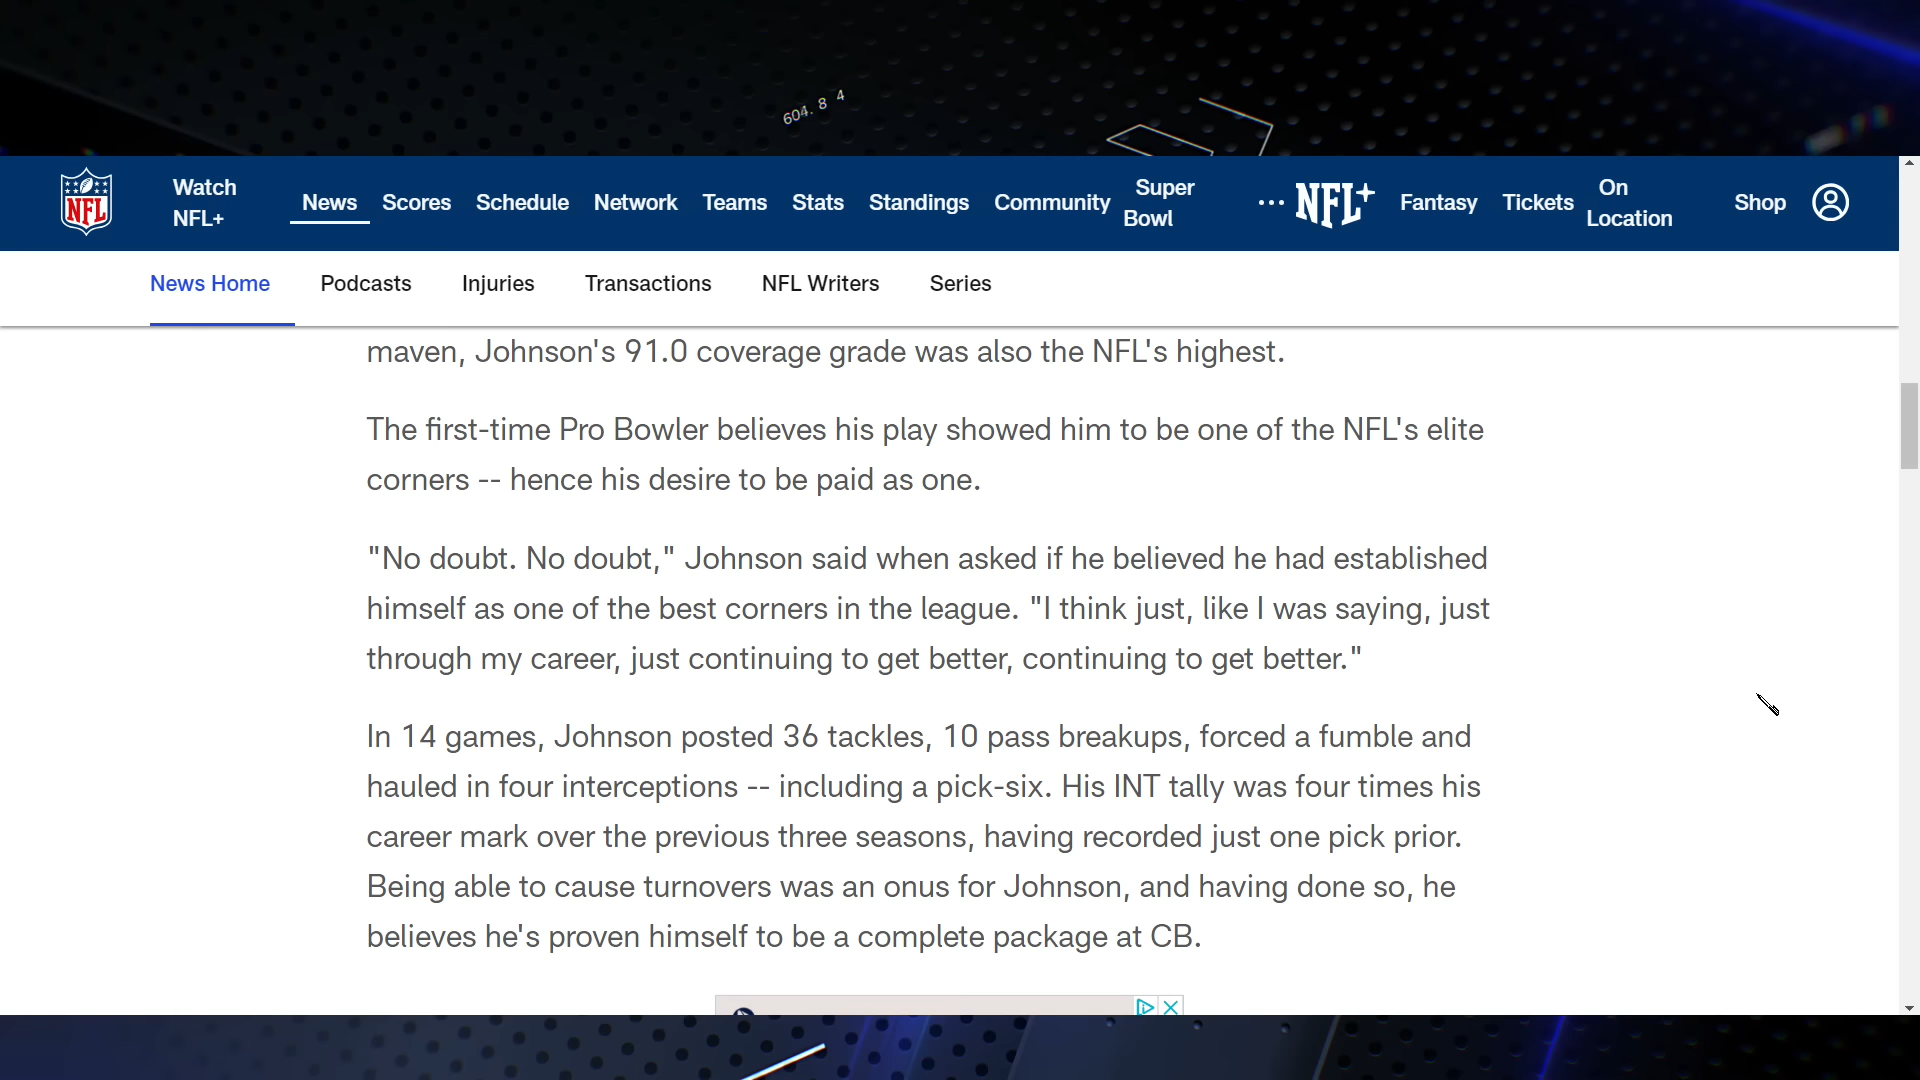 604. 8 4
NFL
Watch NFL+
News
Scores
Schedule
Network
Teams
Stats
Standings
Community
Super Bowl
NFL+
Fantasy
Tickets
On Location
Shop
News Home
Podcasts
Injuries
Transactions
NFL Writers
Series
maven, Johnson's 91.0 coverage grade was also the NFL's highest.
The first-time Pro Bowler believes his play showed him to be one of the NFL's elite
corners -- hence his desire to be paid as one.
"No doubt. No doubt," Johnson said when asked if he believed he had established
himself as one of the best corners in the league. "I think just, like I was saying, just
through my career, just continuing to get better, continuing to get better."
In 14 games, Johnson posted 36 tackles, 10 pass breakups, forced a fumble and
hauled in four interceptions -- including a pick-six. His INT tally was four times his
career mark over the previous three seasons, having recorded just one pick prior.
Being able to cause turnovers was an onus for Johnson, and having done so, he
believes he's proven himself to be a complete package at CB.